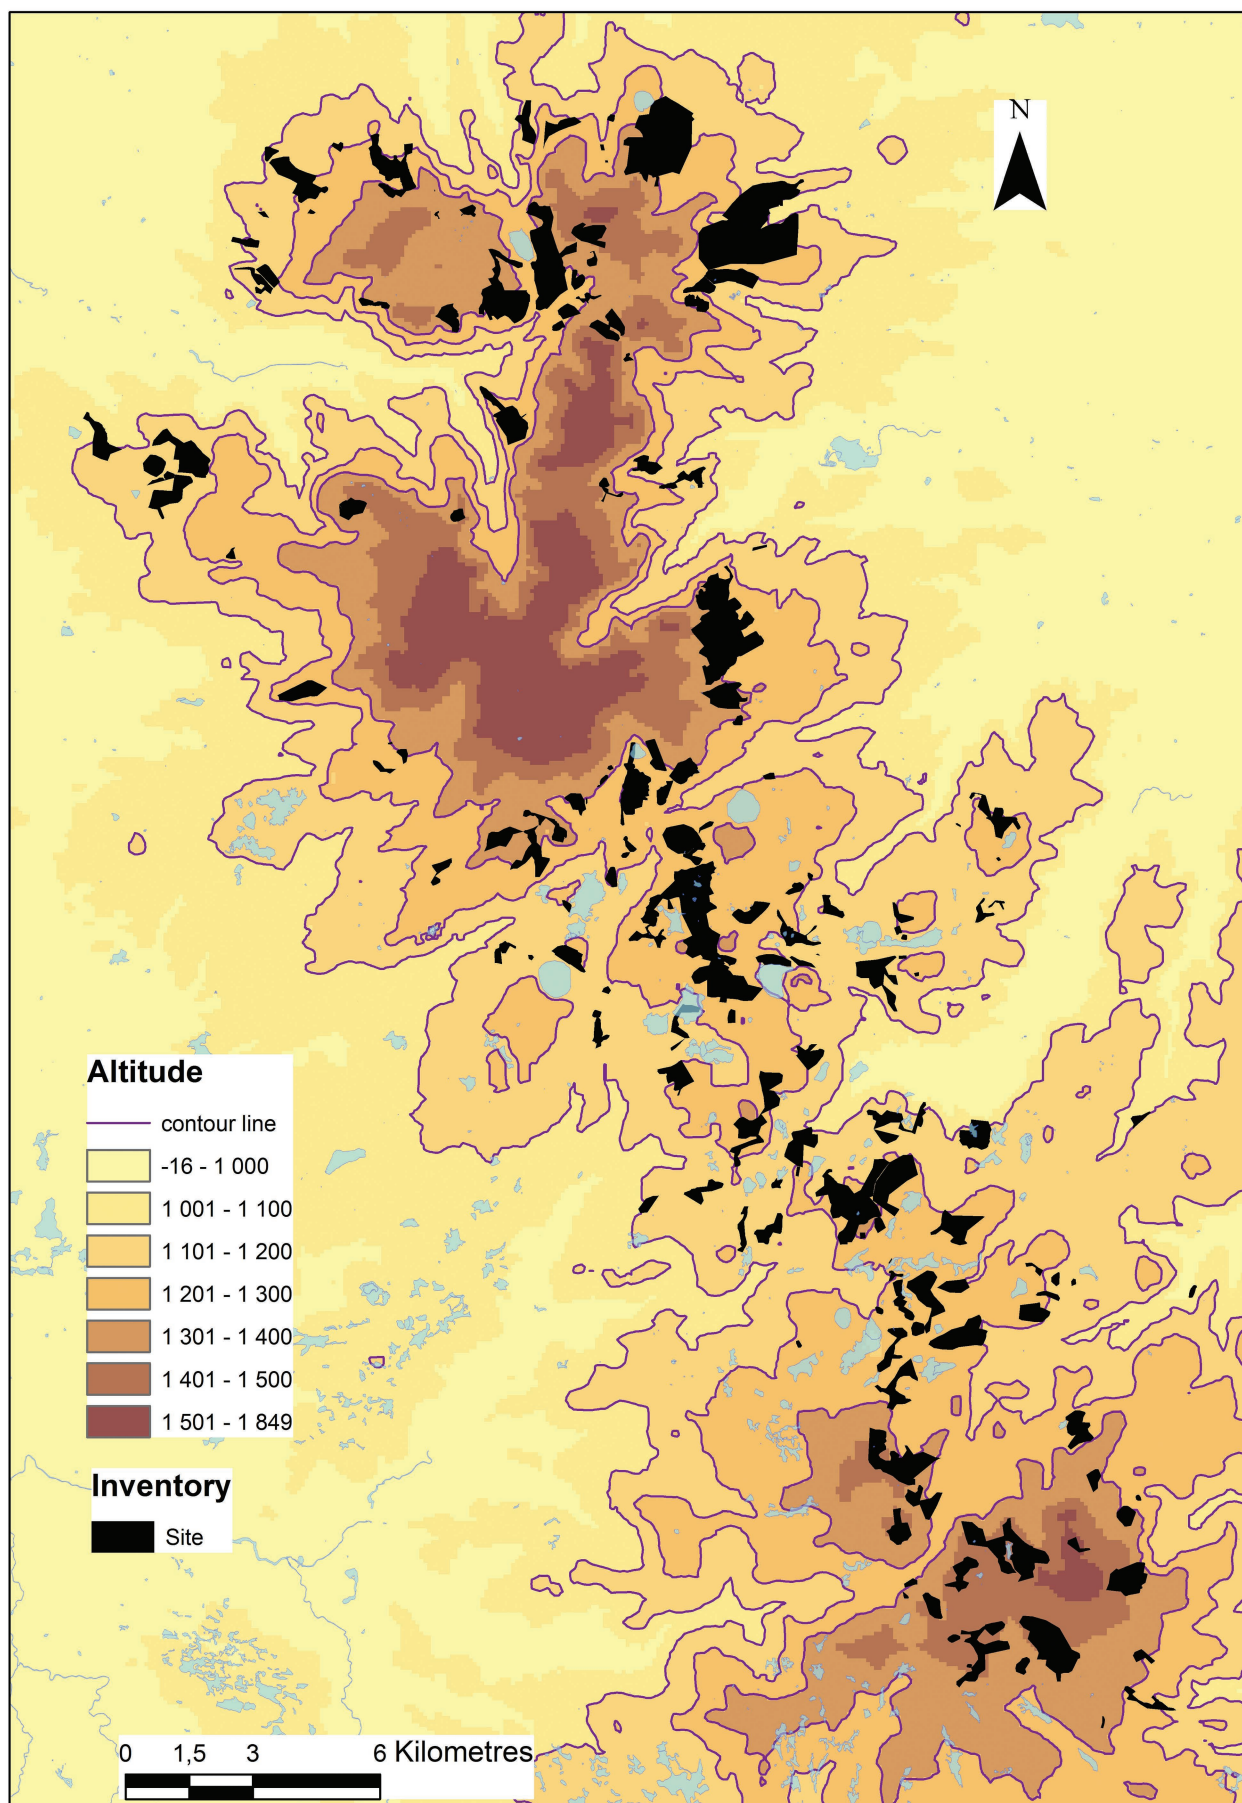 N
Altitude
contour line
-16 - 1 000
1 001 - 1 100
1 101 - 1 200
1 201 - 1 300
1 301 - 1 400
1 401 - 1 500
1 501 - 1 849
Inventory
Site
0 1,5 3 6 Kilometres